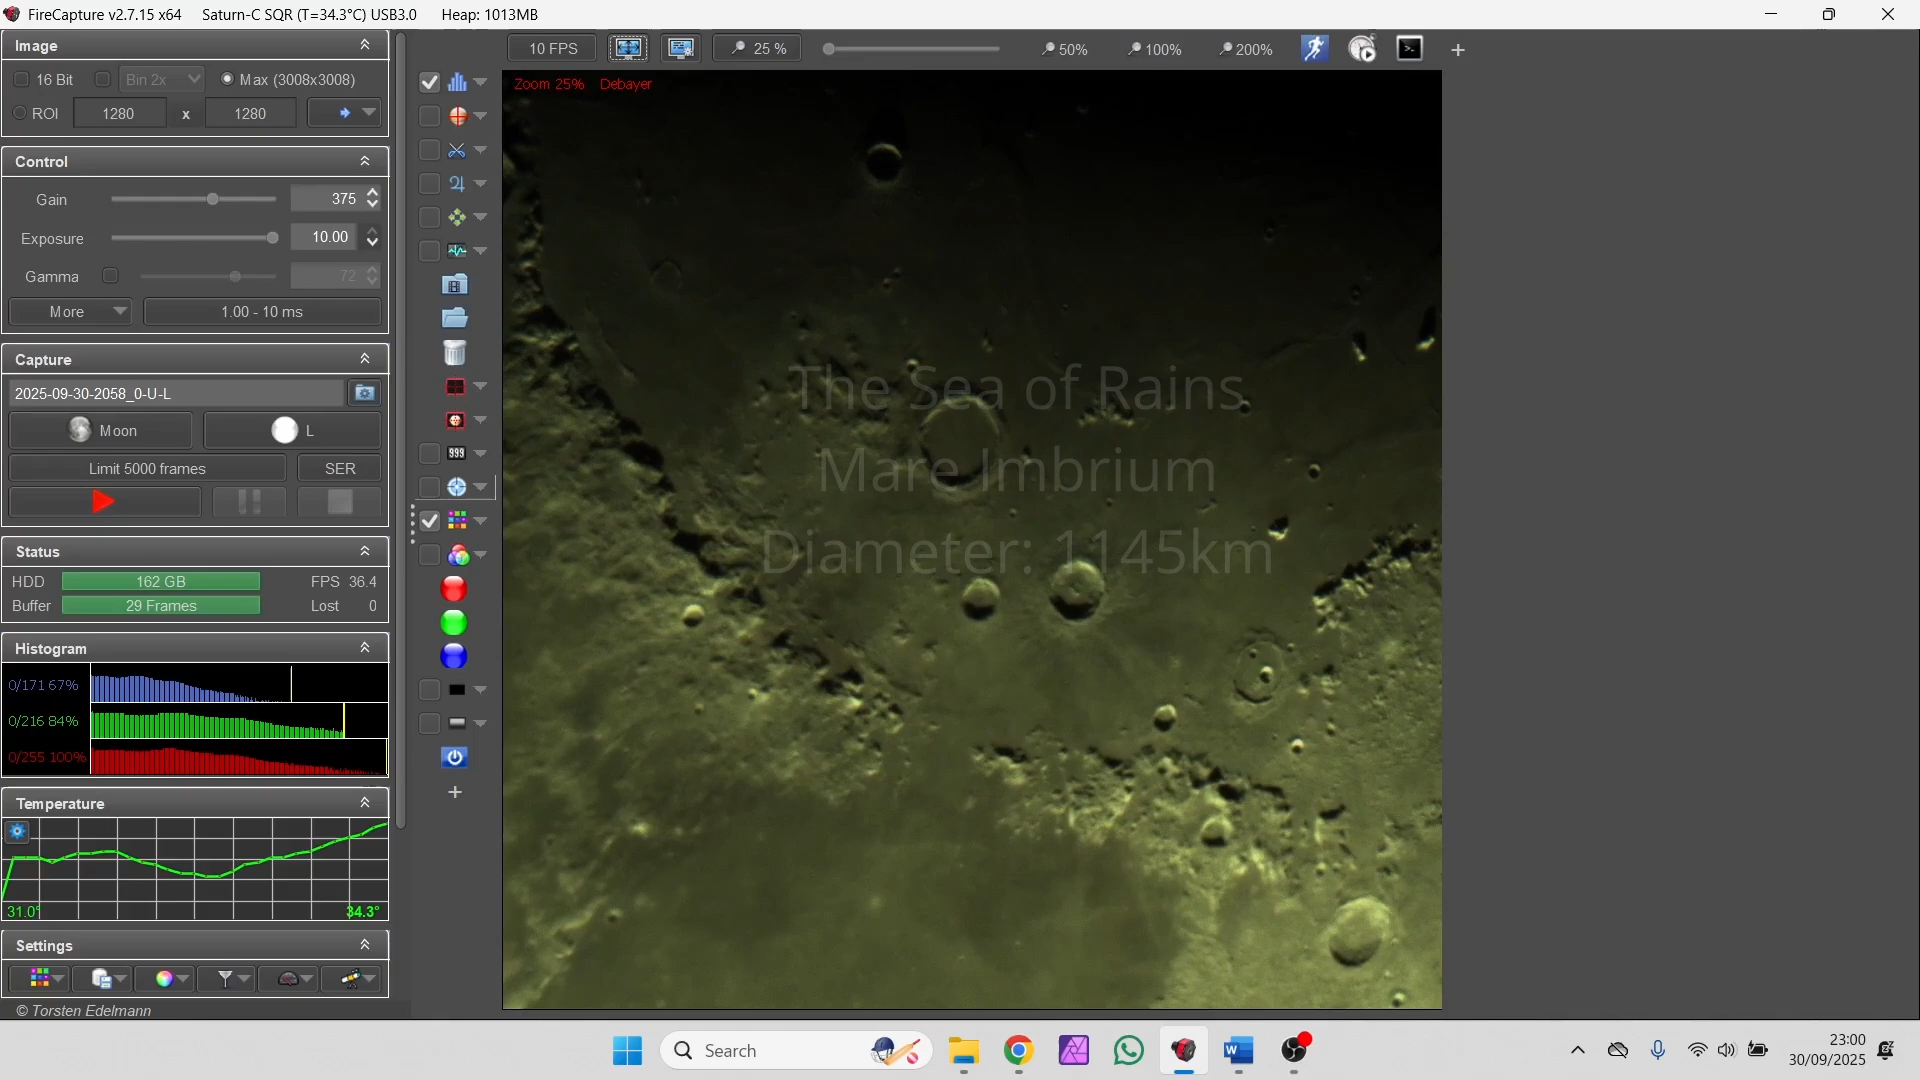 FireCapture v2.7.15 x64 Saturn-C SQR (T=34.3°C) USB3.0 Heap: 1013MB
Image
16 Bit Bin 2x Max (3008x3008)
ROI 1280 x 1280
Control
Gain 375
Exposure 10.00
Gamma 72
More 1.00 - 10 ms
Capture
2025-09-30-2058_0-U-L
Moon L
Limit 5000 frames SER
Status
HDD 162 GB FPS 36.4
Buffer 29 Frames Lost 0
Histogram
0/171 67%
0/216 84%
0/255 100%
Temperature
31.0° 34.3°
Settings
© Torsten Edelmann
10 FPS 25 % 50% 100% 200%
999
Zoom 25% Debayer
The Sea of Rains
Mare Imbrium
Diameter: 1145km
Search
23:00
30/09/2025